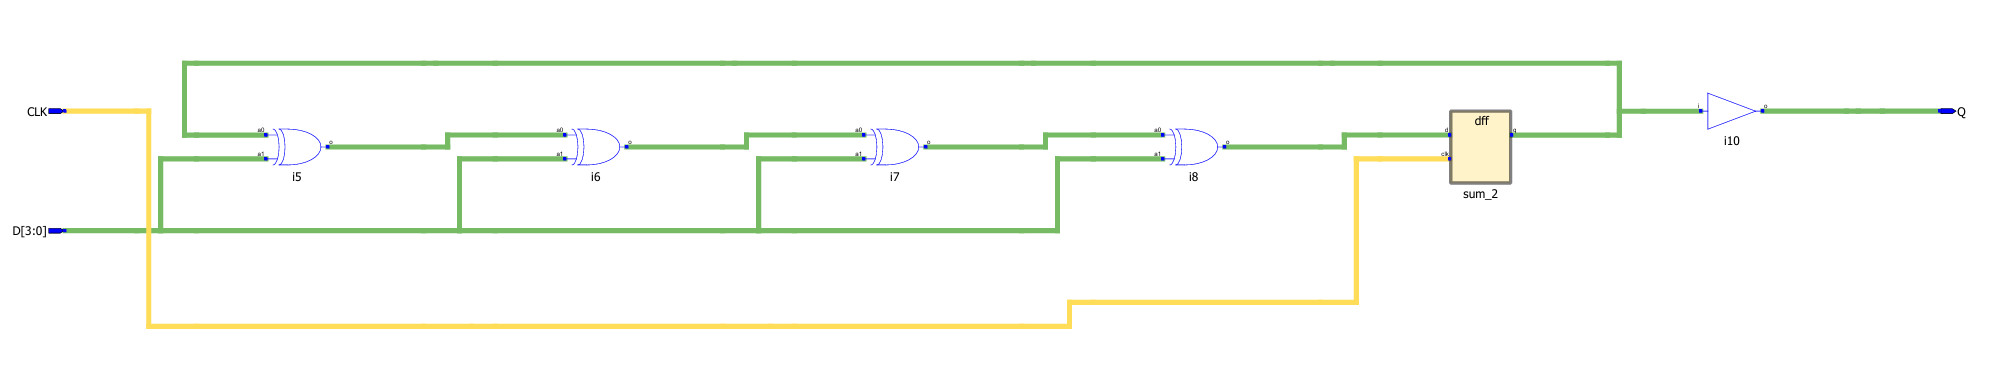 CLK
D[3:0]
a0
a1
o
i5
a0
a1
o
i6
a0
a1
o
i7
a0
a1
o
i8
dff
d
clk
q
sum_2
i
o
i10
Q